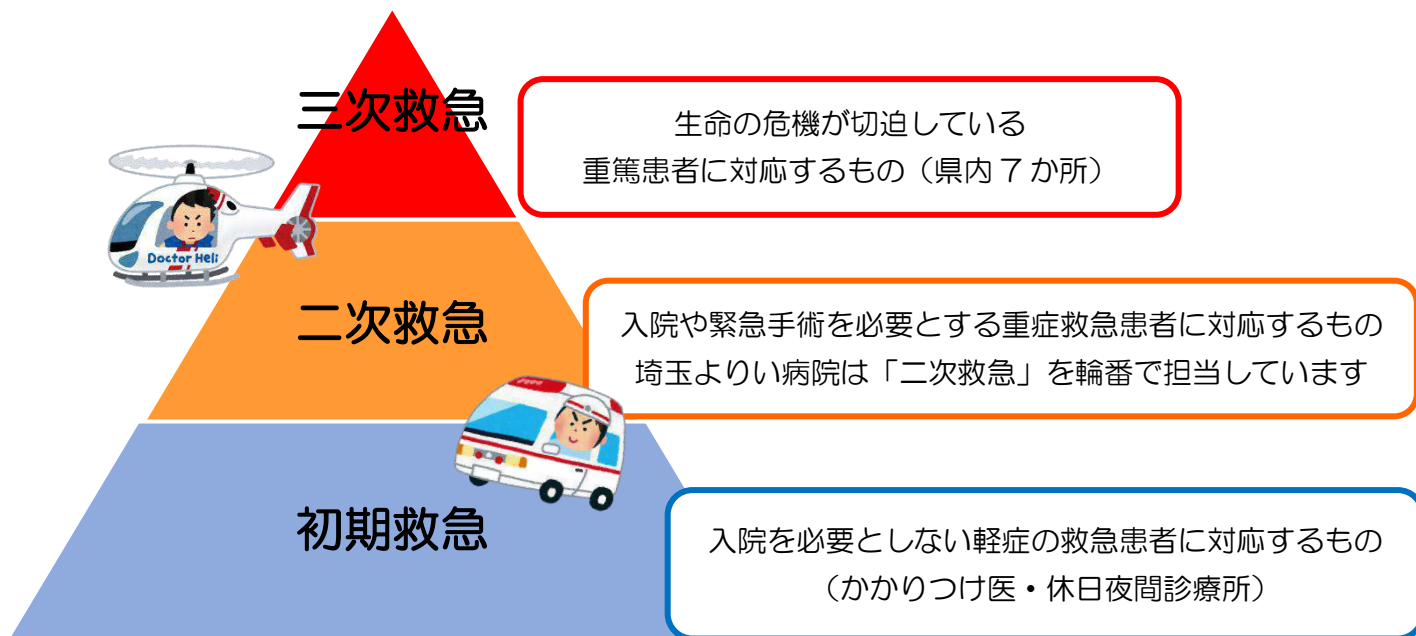 三次救急
生命の危機が切迫している
重篤患者に対応するもの（県内７か所）
Doctor Heli
二次救急
入院や緊急手術を必要とする重症救急患者に対応するもの
埼玉よりい病院は「二次救急」を輪番で担当しています
初期救急
入院を必要としない軽症の救急患者に対応するもの
（かかりつけ医・休日夜間診療所）